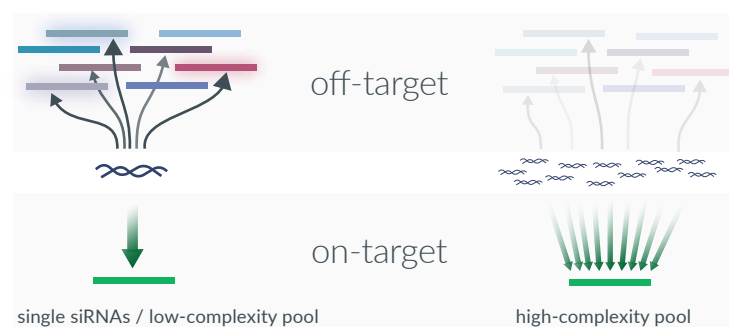 off-target
on-target
single siRNAs / low-complexity pool
high-complexity pool